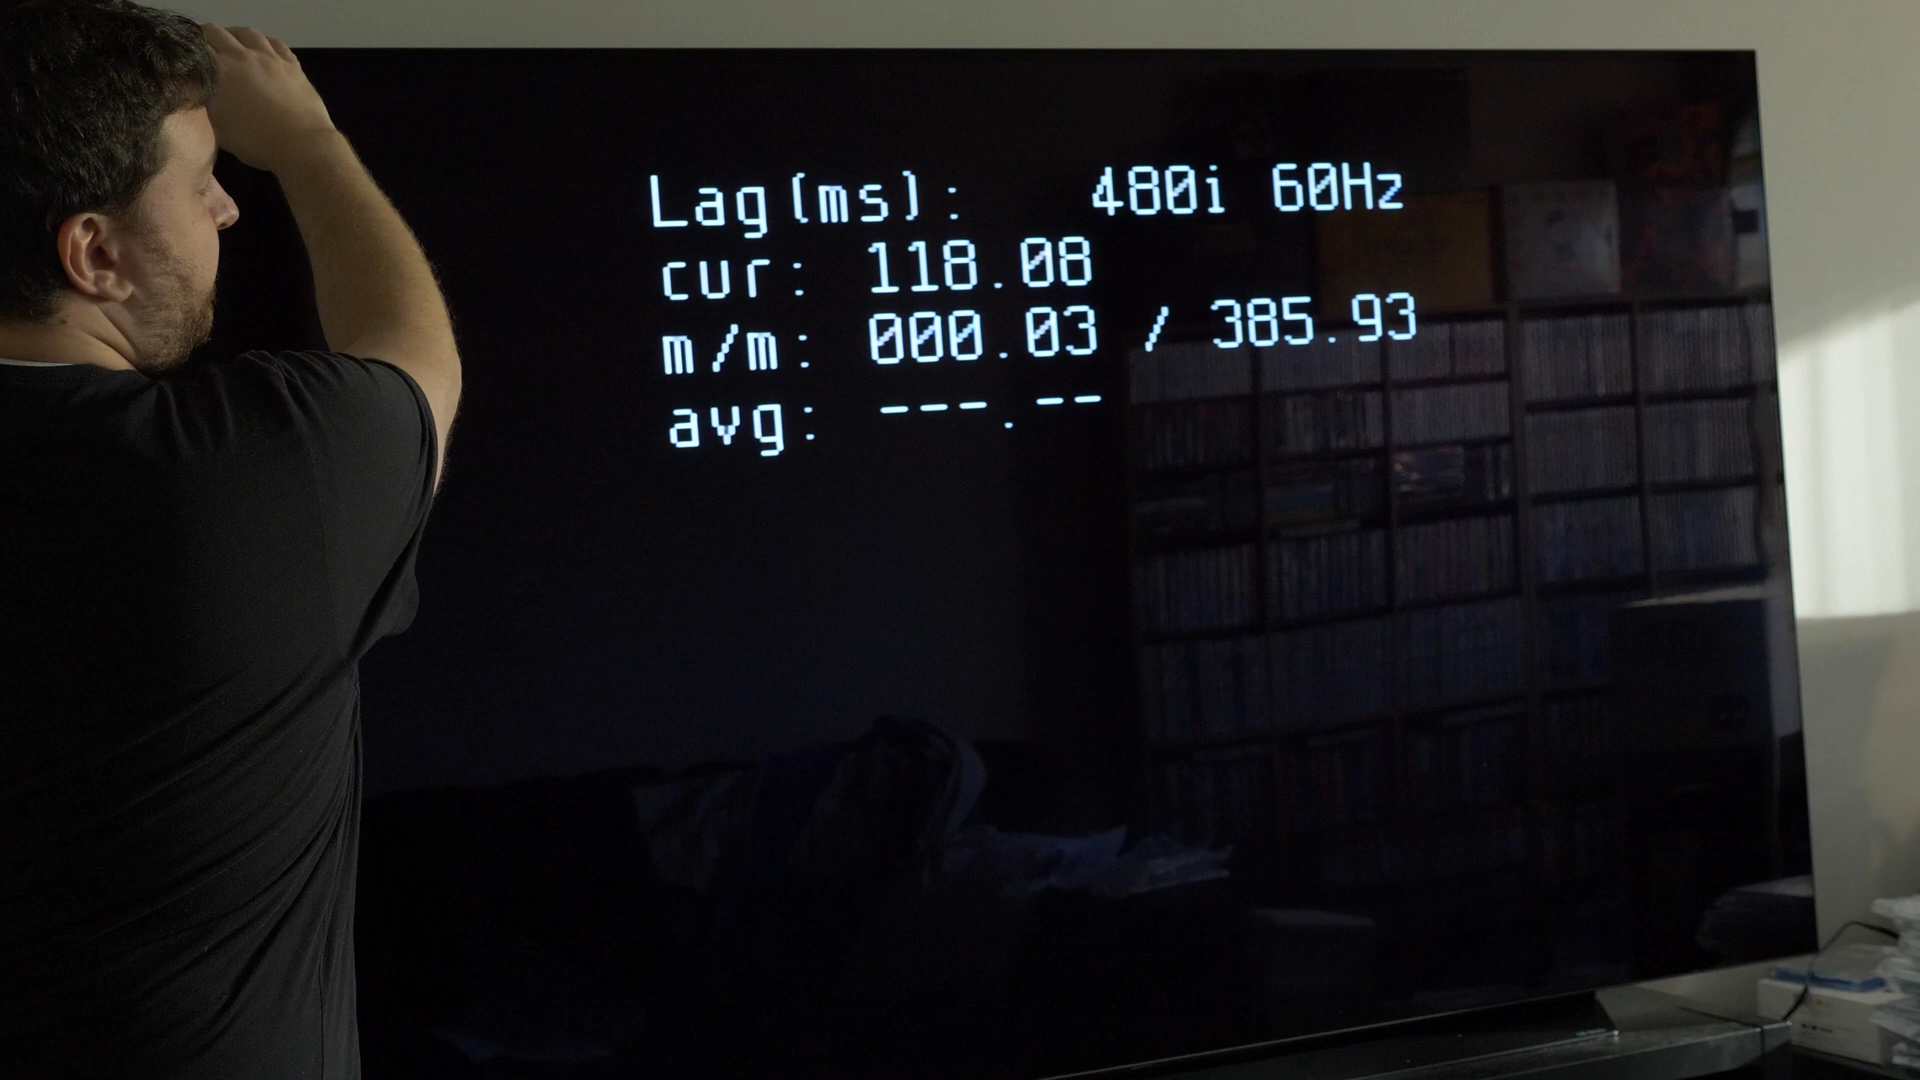 Lag(ms): 480i 60Hz
cur: 118.08
m/m: 000.03 / 385.93
avg: ---.--